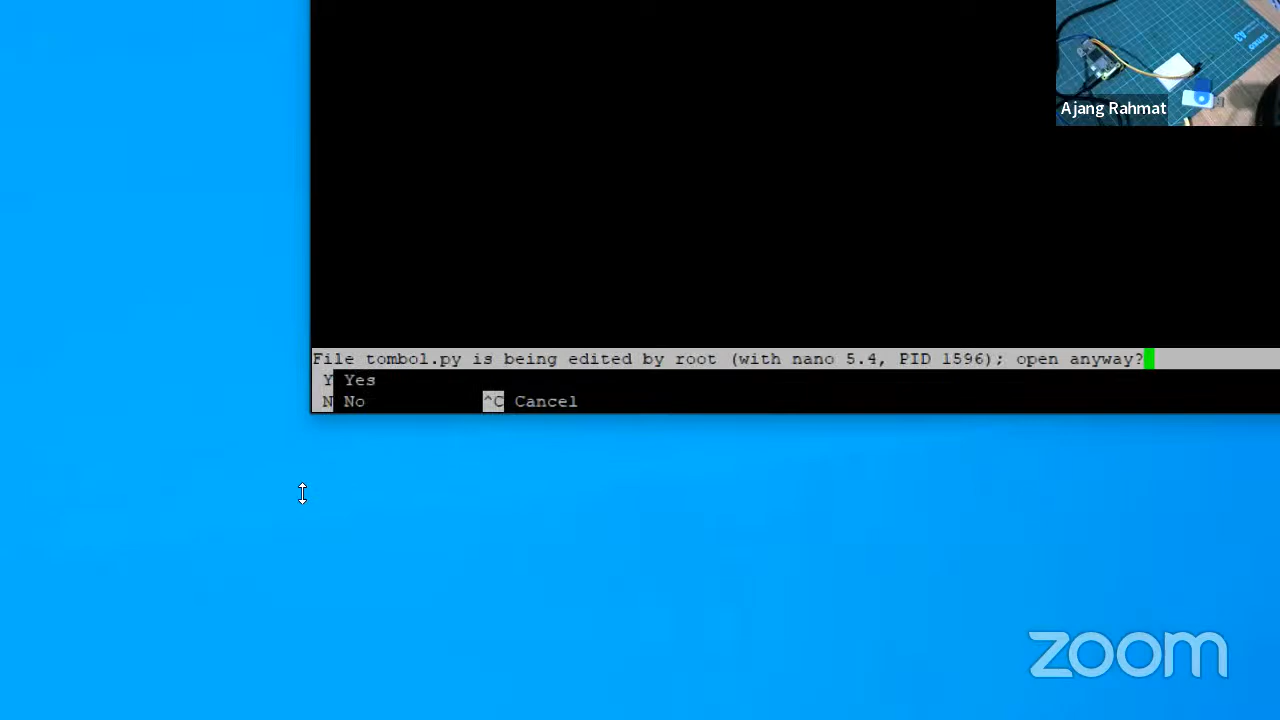 Ajang Rahmat
File tombol.py is being edited by root (with nano 5.4, PID 1596); open anyway?
Y Yes
N No ^C Cancel
zoom